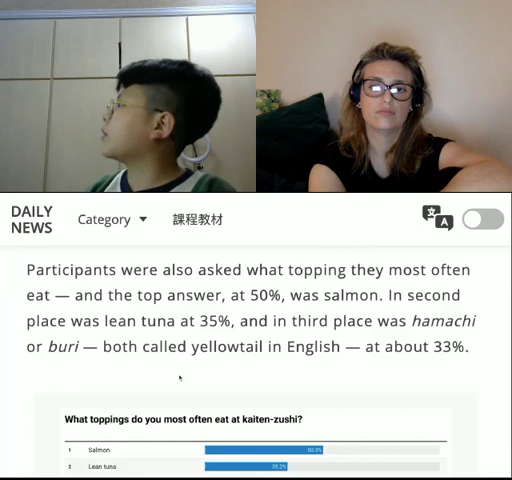 DAILY
NEWS
Category
課程教材
文
A
Participants were also asked what topping they most often
eat — and the top answer, at 50%, was salmon. In second
place was lean tuna at 35%, and in third place was hamachi
or buri — both called yellowtail in English — at about 33%.
What toppings do you most often eat at kaiten-zushi?
1 Salmon
2 Lean tuna